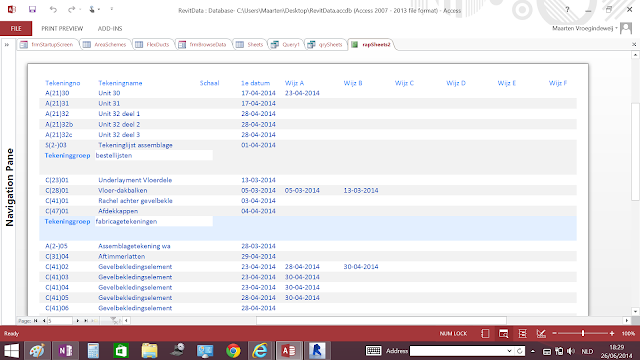 RevitData : Database- C:\Users\Maarten\Desktop\RevitData.accdb (Access 2007 - 2013 file format) - Access
FILE PRINT PREVIEW ADD-INS Maarten Vroegindeweij
frmStartupScreen AreaSchemes FlexDucts frmBrowseData Sheets Query1 qrySheets rapSheets2
Navigation Pane
Tekeningno Tekeningname Schaal 1e datum Wijz A Wijz B Wijz C Wijz D Wijz E Wijz F
A(21)30 Unit 30 17-04-2014 23-04-2014
A(21)31 Unit 31 17-04-2014
A(21)32 Unit 32 deel 1 28-04-2014
A(21)32b Unit 32 deel 2 28-04-2014
A(21)32c Unit 32 deel 3 28-04-2014
S(2-)03 Tekeninglijst assemblage 01-04-2014
Tekeninggroep bestellijsten
C(23)01 Underlayment Vloerdele 13-03-2014
C(28)01 Vloer-dakbalken 05-03-2014 05-03-2014 13-03-2014
C(41)01 Rachel achter gevelbekle 03-04-2014
C(47)01 Afdekkappen 04-04-2014
Tekeninggroep fabricagetekeningen
A(2-)05 Assemblagetekening wa 28-03-2014
C(31)04 Aftimmerlatten 29-04-2014
C(41)02 Gevelbekledingselement 23-04-2014 28-04-2014 30-04-2014
C(41)03 Gevelbekledingselement 23-04-2014 30-04-2014
C(41)04 Gevelbekledingselement 23-04-2014 30-04-2014
C(41)05 Gevelbekledingselement 28-04-2014 30-04-2014
C(41)06 Gevelbekledingselement 28-04-2014
Page: 5
Ready NUM LOCK 100%
Address NLD 18:29
26/06/2014